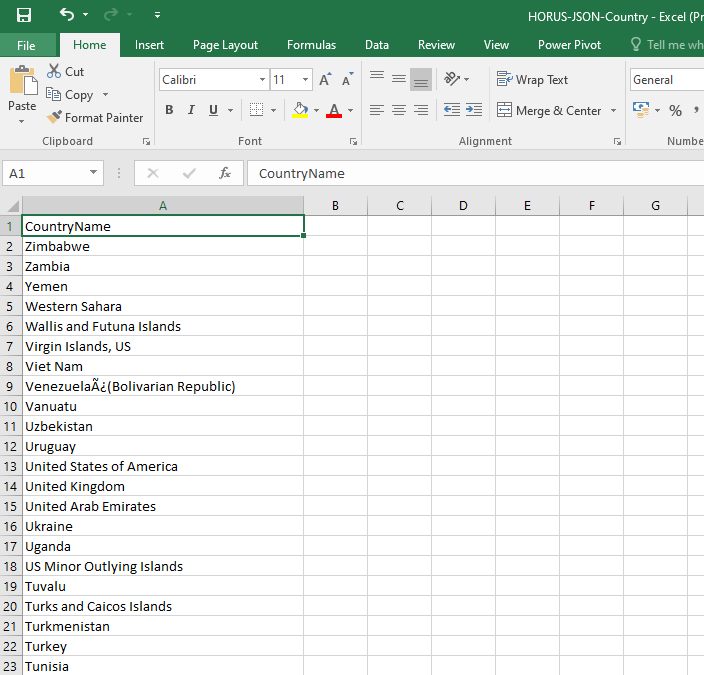 HORUS-JSON-Country - Excel (Pr
File Home Insert Page Layout Formulas Data Review View Power Pivot Tell me wh
Paste
Cut
Copy
Format Painter
Calibri 11 A A
B I U A
Wrap Text
Merge & Center
General
% ,
Clipboard Font Alignment Numbe
A1 fx CountryName
A B C D E F G
1 CountryName
2 Zimbabwe
3 Zambia
4 Yemen
5 Western Sahara
6 Wallis and Futuna Islands
7 Virgin Islands, US
8 Viet Nam
9 VenezuelaÃ¿(Bolivarian Republic)
10 Vanuatu
11 Uzbekistan
12 Uruguay
13 United States of America
14 United Kingdom
15 United Arab Emirates
16 Ukraine
17 Uganda
18 US Minor Outlying Islands
19 Tuvalu
20 Turks and Caicos Islands
21 Turkmenistan
22 Turkey
23 Tunisia